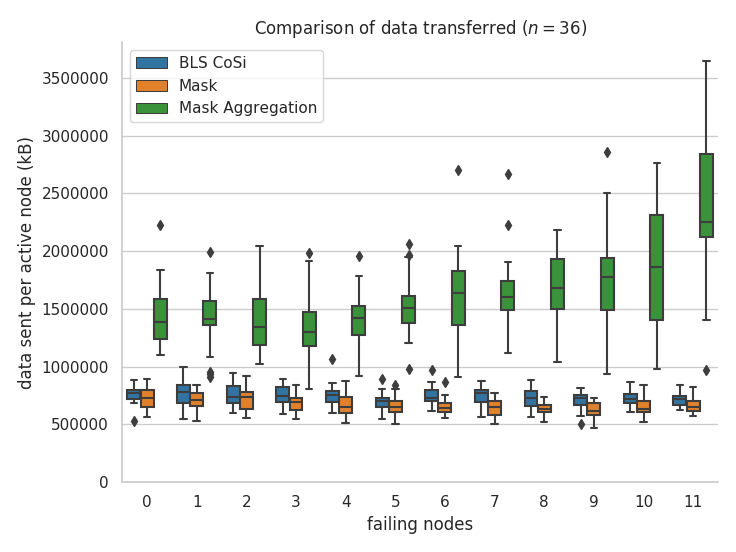 Comparison of data transferred (n = 36)
BLS CoSi
Mask
Mask Aggregation
data sent per active node (kB)
3500000
3000000
2500000
2000000
1500000
1000000
500000
0
0 1 2 3 4 5 6 7 8 9 10 11
failing nodes